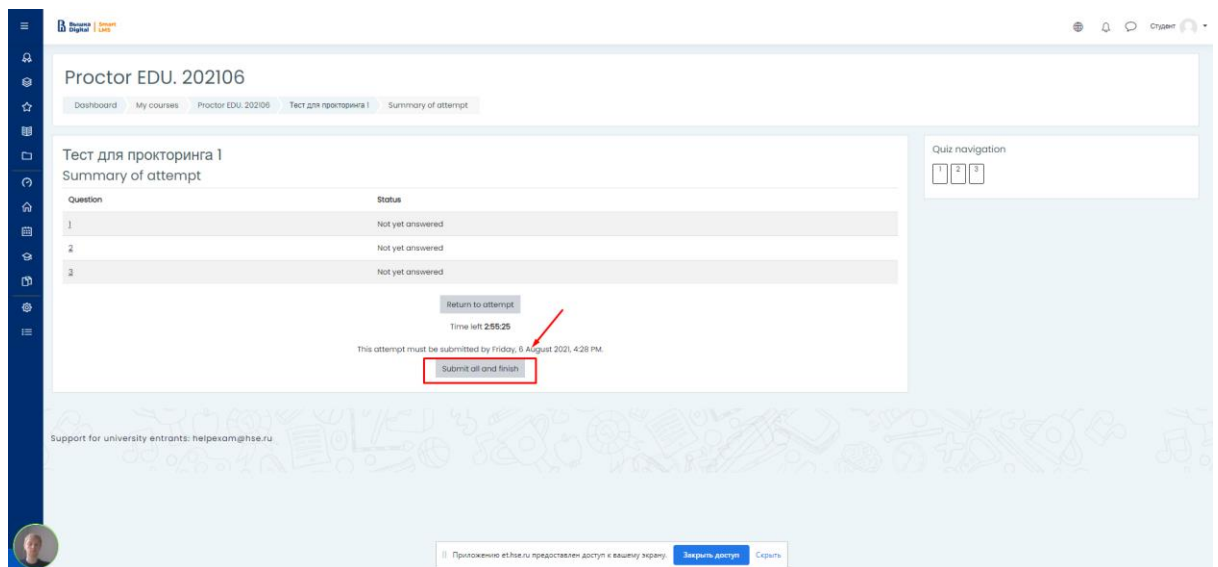 Вышка | Smart
Digital | LMS
Студент
Proctor EDU. 202106
Dashboard My courses Proctor EDU. 202106 Тест для прокторинга 1 Summary of attempt
Тест для прокторинга 1
Summary of attempt
Question Status
1 Not yet answered
2 Not yet answered
3 Not yet answered
Return to attempt
Time left 2:55:25
This attempt must be submitted by Friday, 6 August 2021, 4:28 PM.
Submit all and finish
Quiz navigation
1 2 3
Support for university entrants: helpexam@hse.ru
Приложению et.hse.ru предоставлен доступ к вашему экрану. Закрыть доступ Скрыть